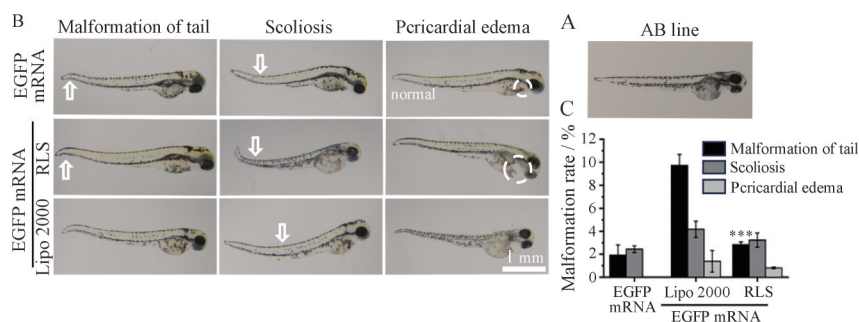 B
Malformation of tail
Scoliosis
Pericardial edema
EGFP
mRNA
normal
EGFP mRNA
RLS
Lipo 2000
1 mm
A
AB line
C
Malformation rate / %
12
10
8
6
4
2
0
Malformation of tail
Scoliosis
Pericardial edema
***
EGFP
mRNA
Lipo 2000
RLS
EGFP mRNA